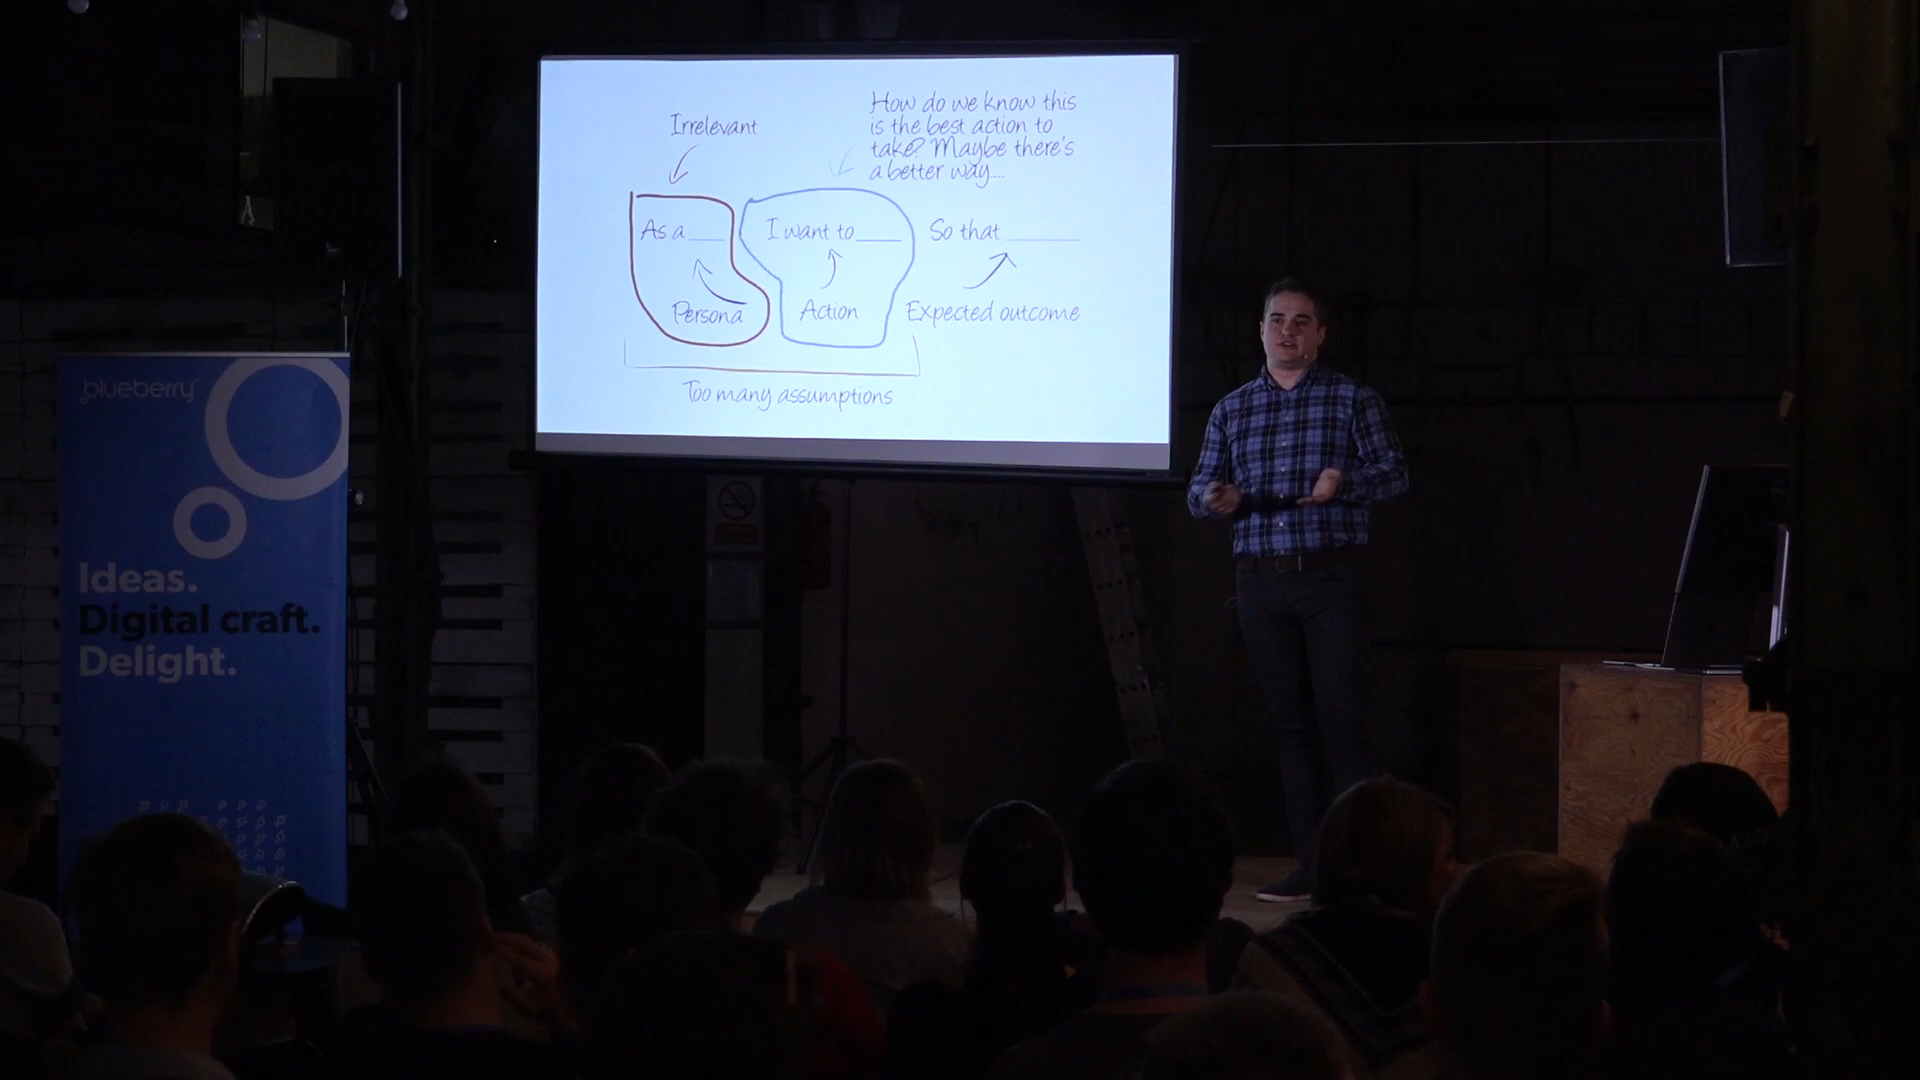 Irrelevant
How do we know this
is the best action to
take? Maybe there's
a better way....
As a ___ I want to ____ So that ______
Persona Action Expected outcome
Too many assumptions
blueberry
Ideas.
Digital craft.
Delight.